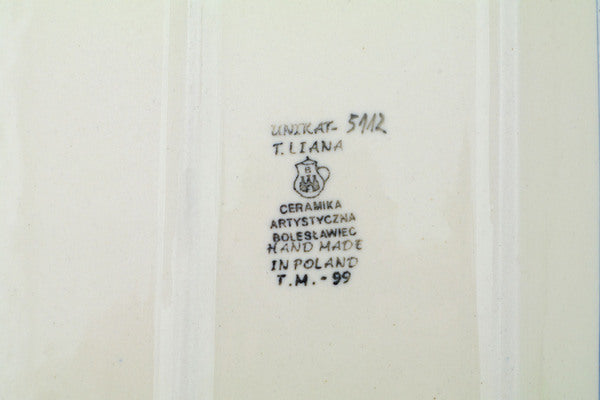 UNIKAT- 5112
T. LIANA
B
CERAMIKA
ARTYSTYCZNA
BOLESŁAWIEC
HAND MADE
IN POLAND
T.M. - 99